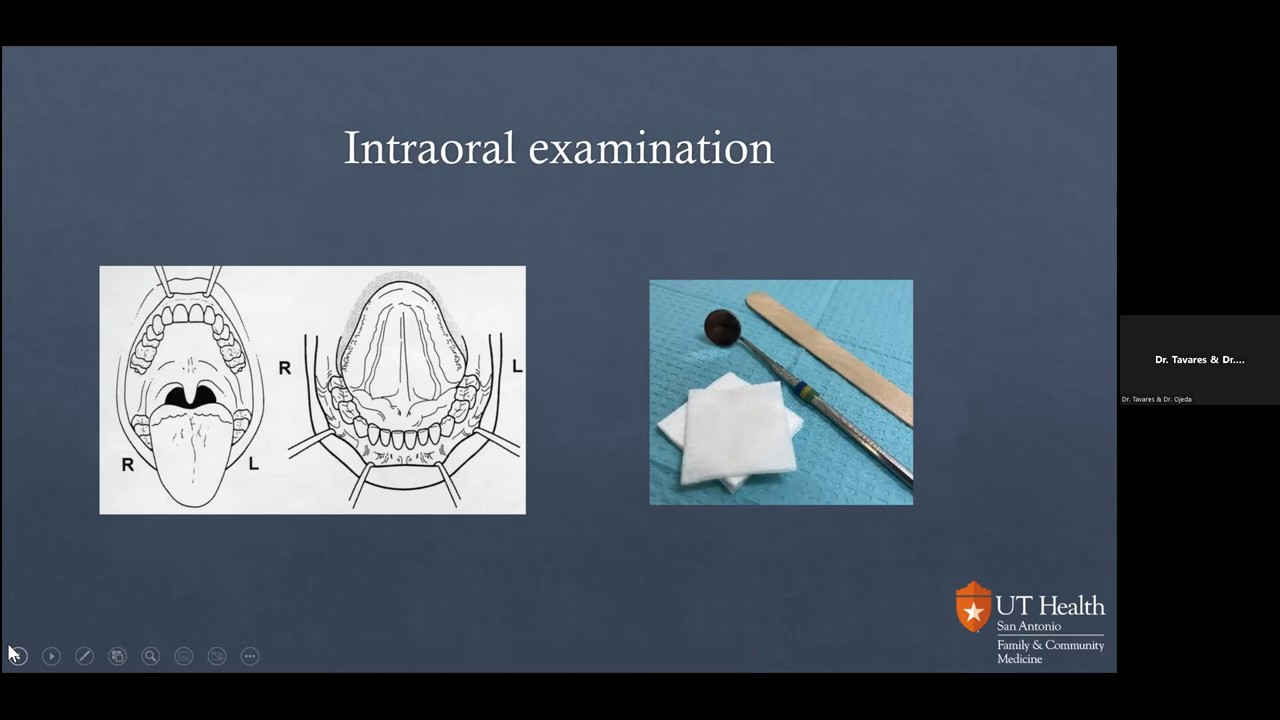 Intraoral examination
R
L
R
L
UT Health
San Antonio
Family & Community
Medicine
Dr. Tavares & Dr....
Dr. Tavares & Dr. Ojeda